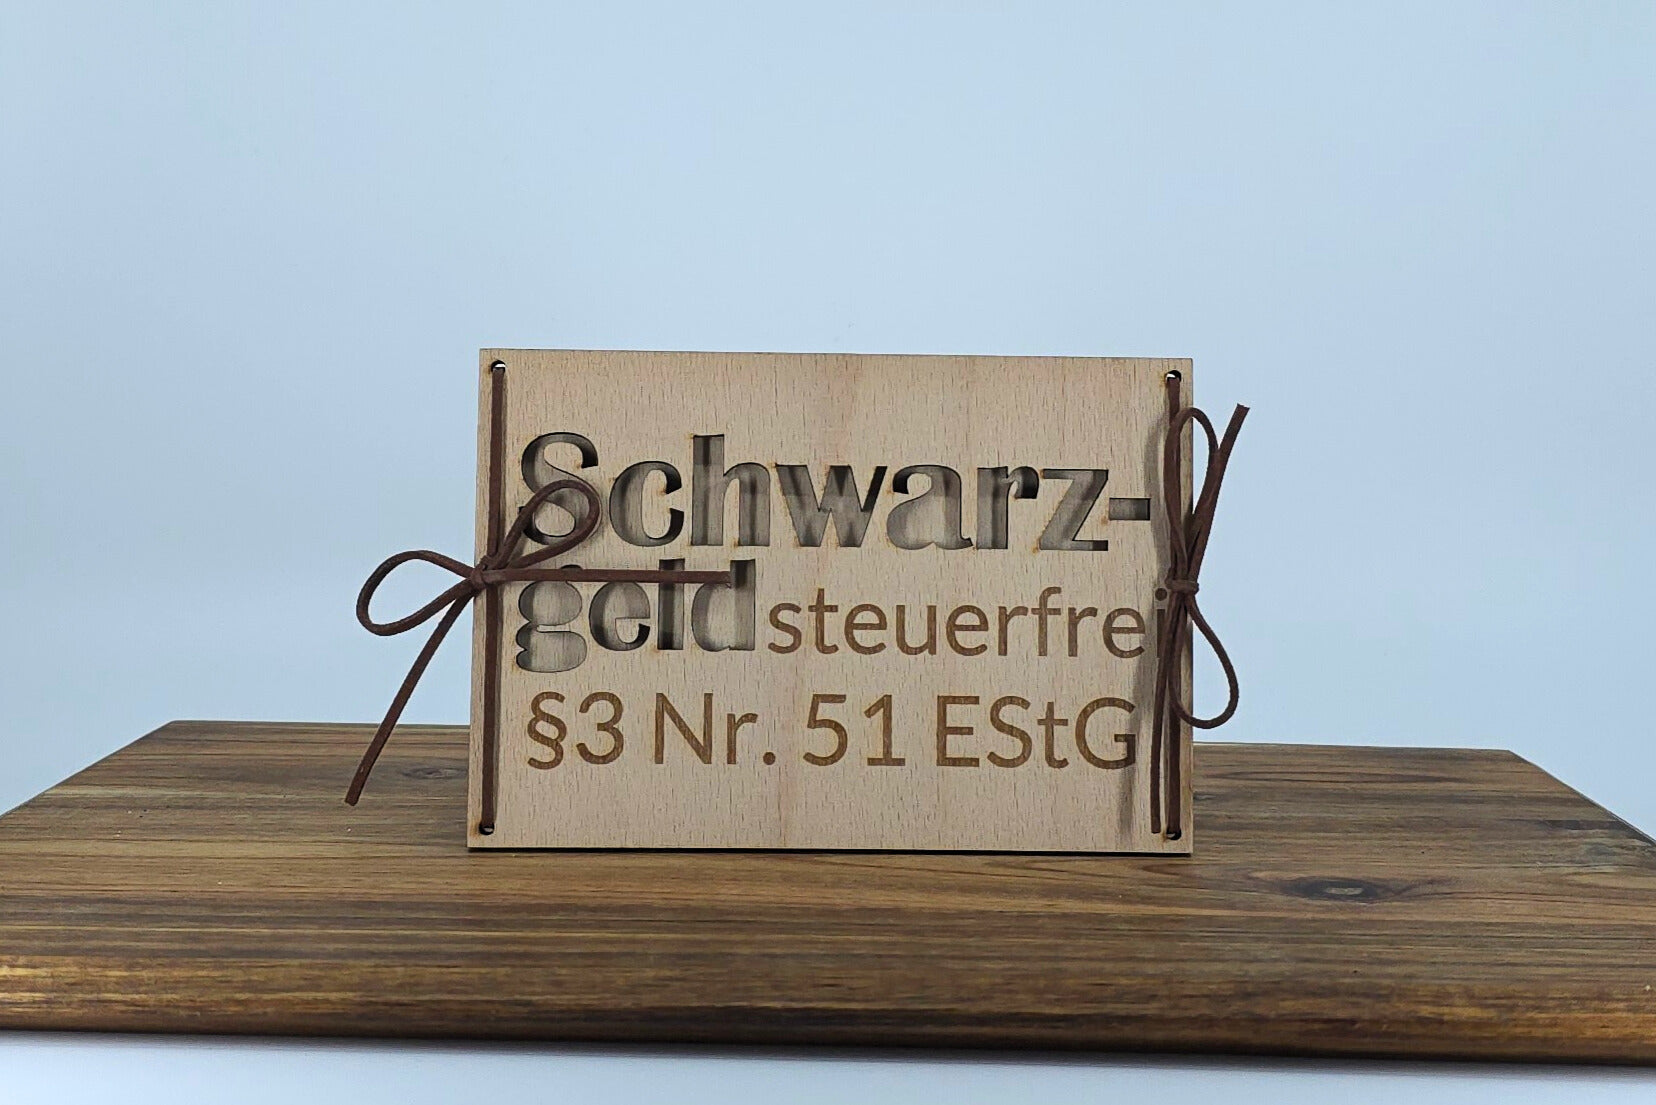 Schwarz-
geld steuerfrei
§3 Nr. 51 EStG